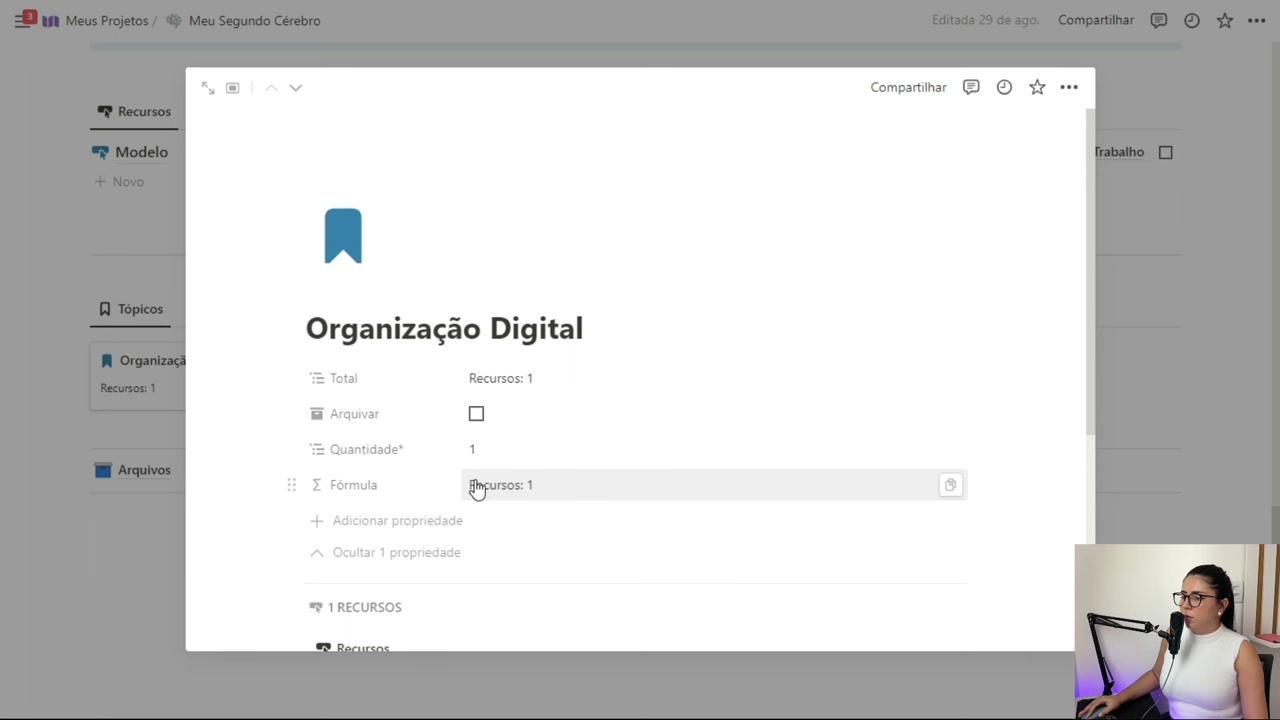 3
Meus Projetos / Meu Segundo Cérebro
Editada 29 de ago. Compartilhar
Compartilhar
Recursos
Modelo
Trabalho
Novo
Organização Digital
Total Recursos: 1
Arquivar
Quantidade* 1
Fórmula Recursos: 1
Adicionar propriedade
Ocultar 1 propriedade
1 RECURSOS
Recursos
Tópicos
Organizaçã
Recursos: 1
Arquivos